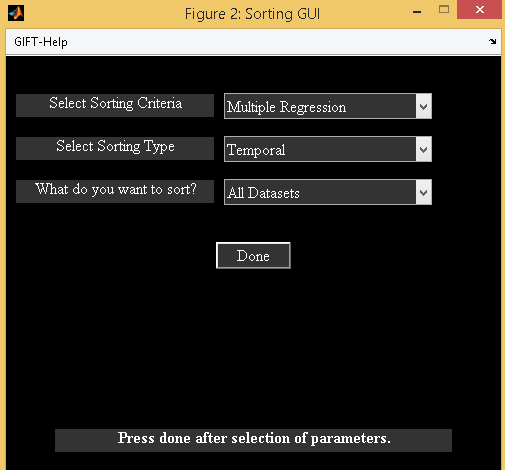 Figure 2: Sorting GUI
GIFT-Help
Select Sorting Criteria
Multiple Regression
Select Sorting Type
Temporal
What do you want to sort?
All Datasets
Done
Press done after selection of parameters.